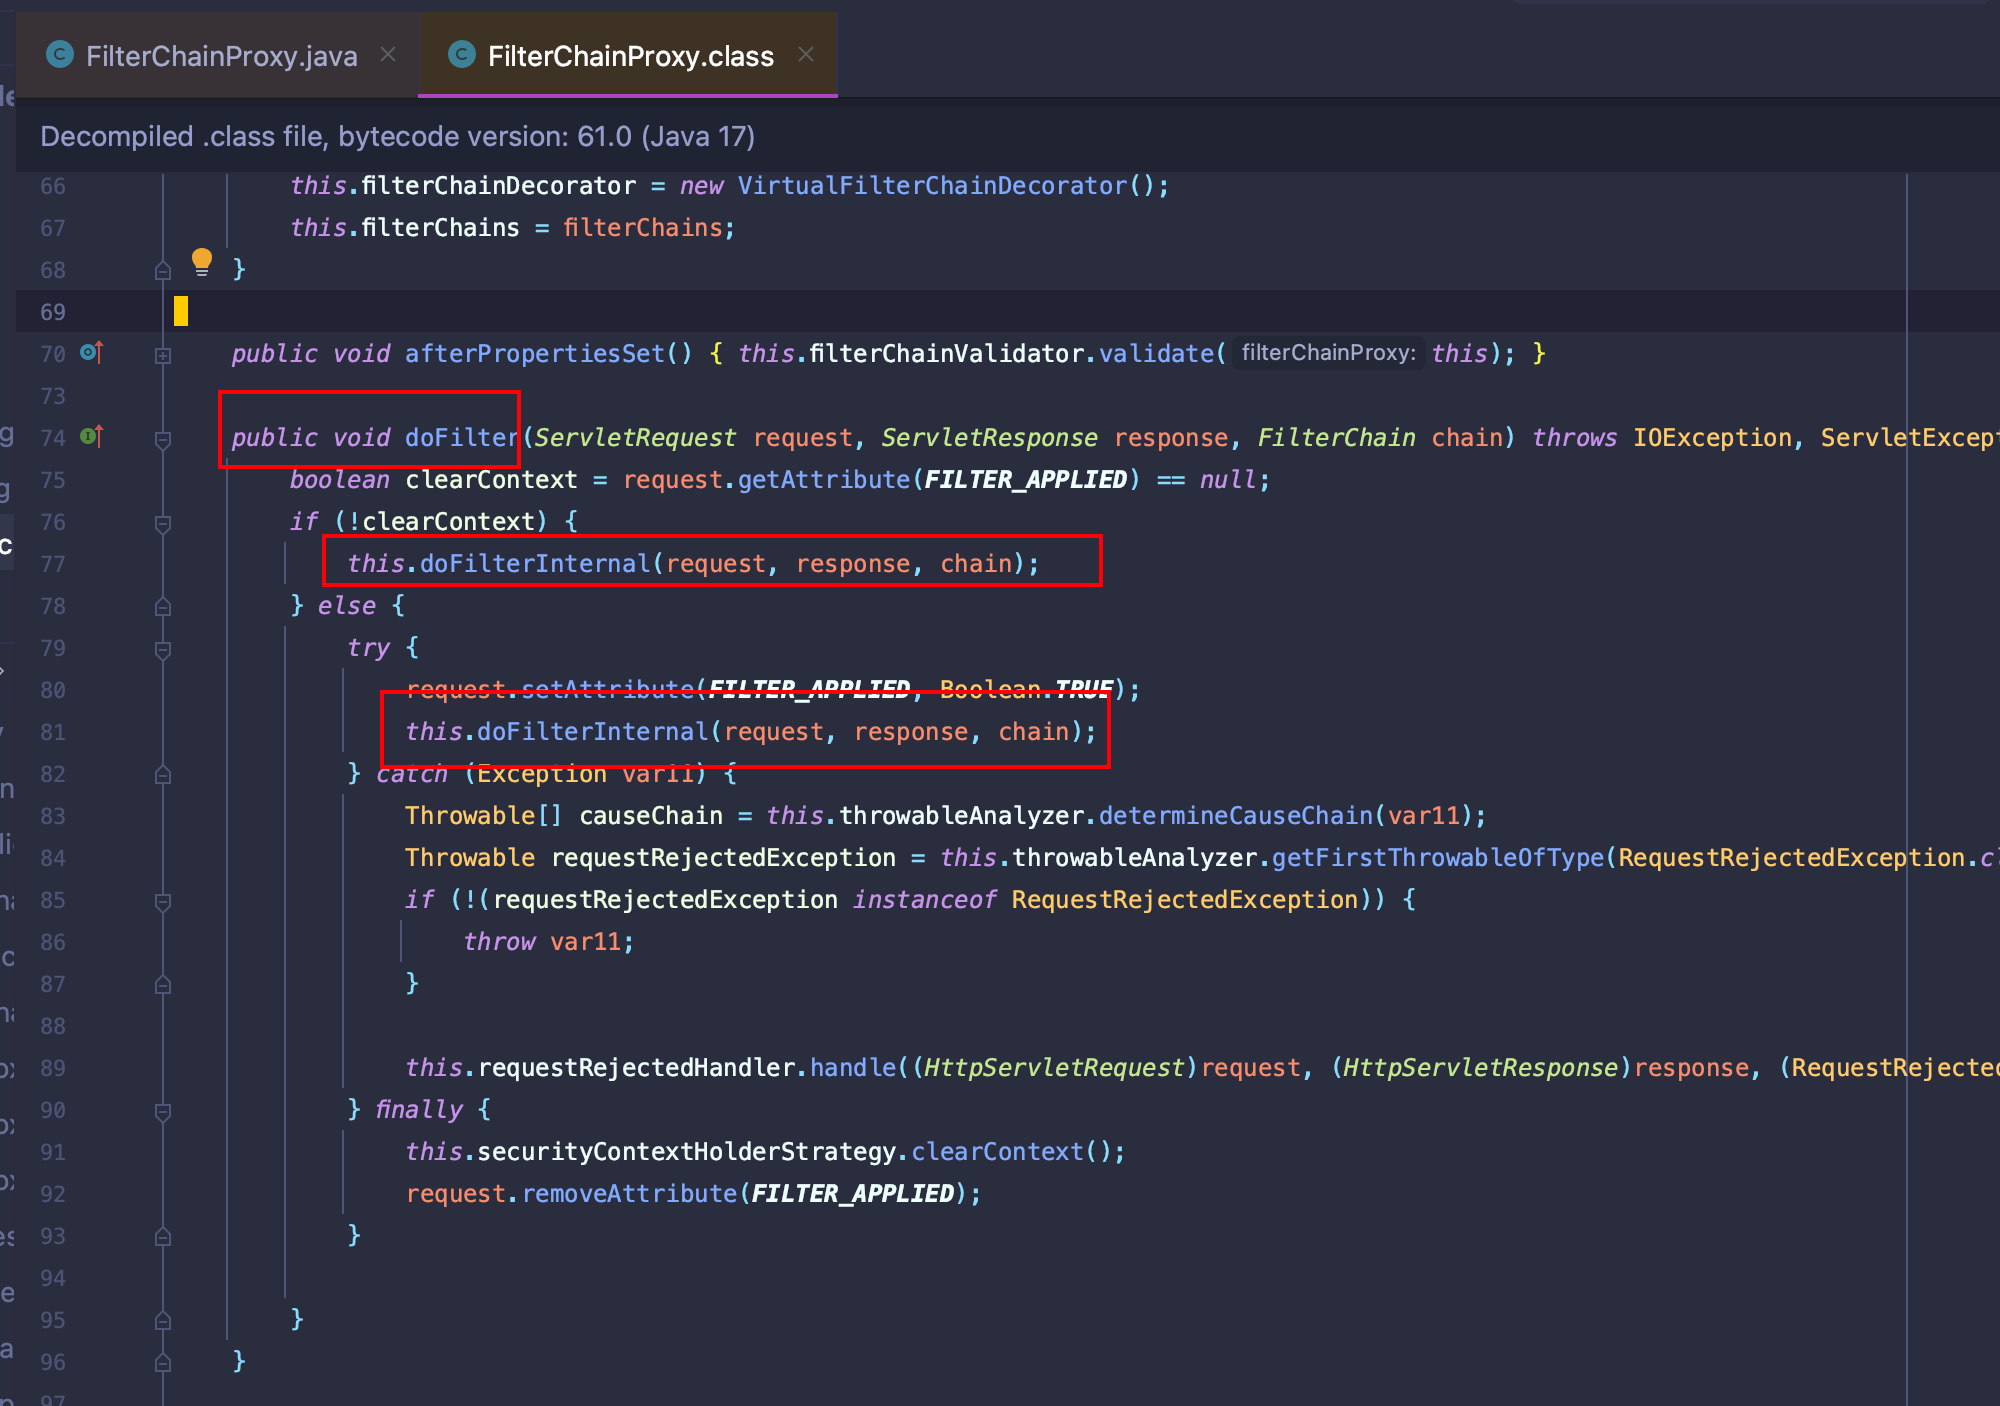 FilterChainProxy.java
FilterChainProxy.class
Decompiled .class file, bytecode version: 61.0 (Java 17)
66 this.filterChainDecorator = new VirtualFilterChainDecorator();
67 this.filterChains = filterChains;
68 }
69
70 public void afterPropertiesSet() { this.filterChainValidator.validate( filterChainProxy: this); }
73
74 public void doFilter(ServletRequest request, ServletResponse response, FilterChain chain) throws IOException, ServletExcept
75 boolean clearContext = request.getAttribute(FILTER_APPLIED) == null;
76 if (!clearContext) {
77 this.doFilterInternal(request, response, chain);
78 } else {
79 try {
80 request.setAttribute(FILTER_APPLIED, Boolean.TRUE);
81 this.doFilterInternal(request, response, chain);
82 } catch (Exception var11) {
83 Throwable[] causeChain = this.throwableAnalyzer.determineCauseChain(var11);
84 Throwable requestRejectedException = this.throwableAnalyzer.getFirstThrowableOfType(RequestRejectedException.cl
85 if (!(requestRejectedException instanceof RequestRejectedException)) {
86 throw var11;
87 }
88
89 this.requestRejectedHandler.handle((HttpServletRequest)request, (HttpServletResponse)response, (RequestRejected
90 } finally {
91 this.securityContextHolderStrategy.clearContext();
92 request.removeAttribute(FILTER_APPLIED);
93 }
94
95 }
96 }
97